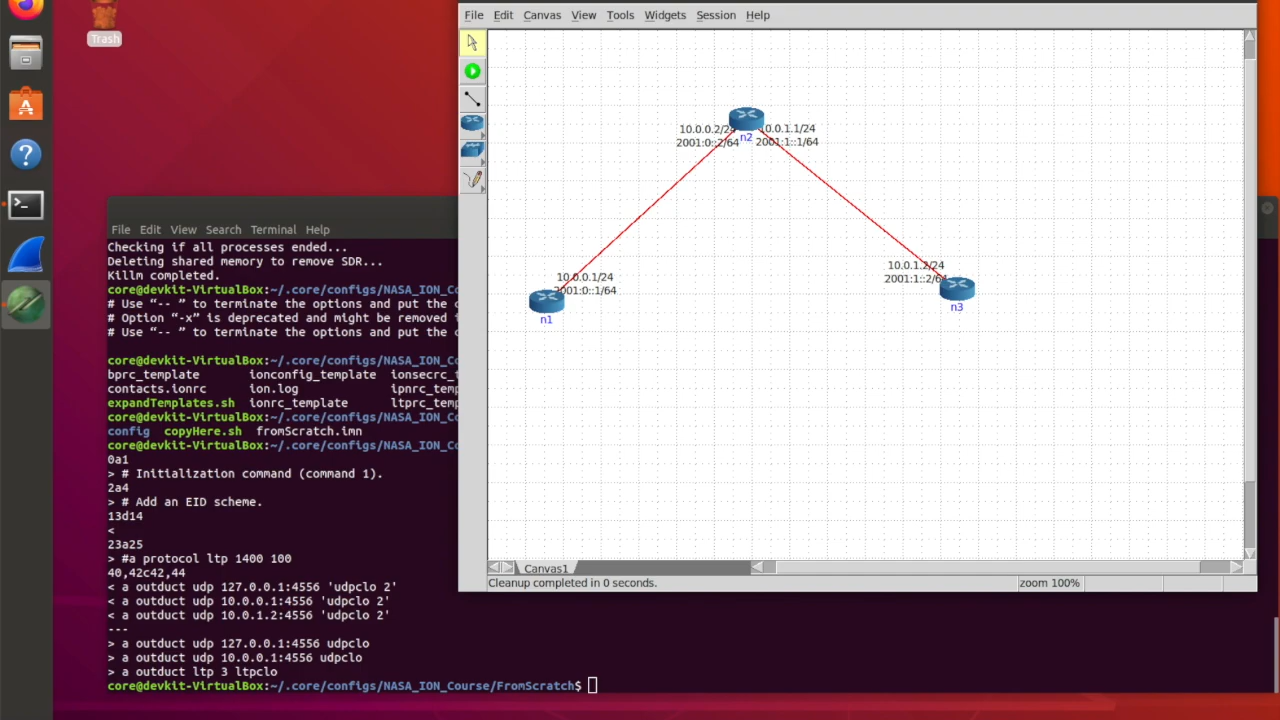 Trash
File Edit Canvas View Tools Widgets Session Help
10.0.0.2/24
2001:0::2/64
n2
0.0.1.1/24
2001:1::1/64
10.0.0.1/24
2001:0::1/64
n1
10.0.1.2/24
2001:1::2/64
n3
Canvas1
Cleanup completed in 0 seconds.
zoom 100%
File Edit View Search Terminal Help
Checking if all processes ended...
Deleting shared memory to remove SDR...
Killm completed.
core@devkit-VirtualBox:~/.core/configs/NASA_ION_Co
# Use “-- ” to terminate the options and put the c
# Option “-x” is deprecated and might be removed i
# Use “-- ” to terminate the options and put the c
core@devkit-VirtualBox:~/.core/configs/NASA_ION_Co
bprc_template ionconfig_template ionsecrc_t
contacts.ionrc ion.log ipnrc_temp
expandTemplates.sh ionrc_template ltprc_temp
core@devkit-VirtualBox:~/.core/configs/NASA_ION_Co
config copyHere.sh fromScratch.imn
core@devkit-VirtualBox:~/.core/configs/NASA_ION_Co
0a1
> # Initialization command (command 1).
2a4
> # Add an EID scheme.
13d14
<
23a25
> #a protocol ltp 1400 100
40,42c42,44
< a outduct udp 127.0.0.1:4556 'udpclo 2'
< a outduct udp 10.0.0.1:4556 'udpclo 2'
< a outduct udp 10.0.1.2:4556 'udpclo 2'
---
> a outduct udp 127.0.0.1:4556 udpclo
> a outduct udp 10.0.0.1:4556 udpclo
> a outduct ltp 3 ltpclo
core@devkit-VirtualBox:~/.core/configs/NASA_ION_Course/FromScratch$